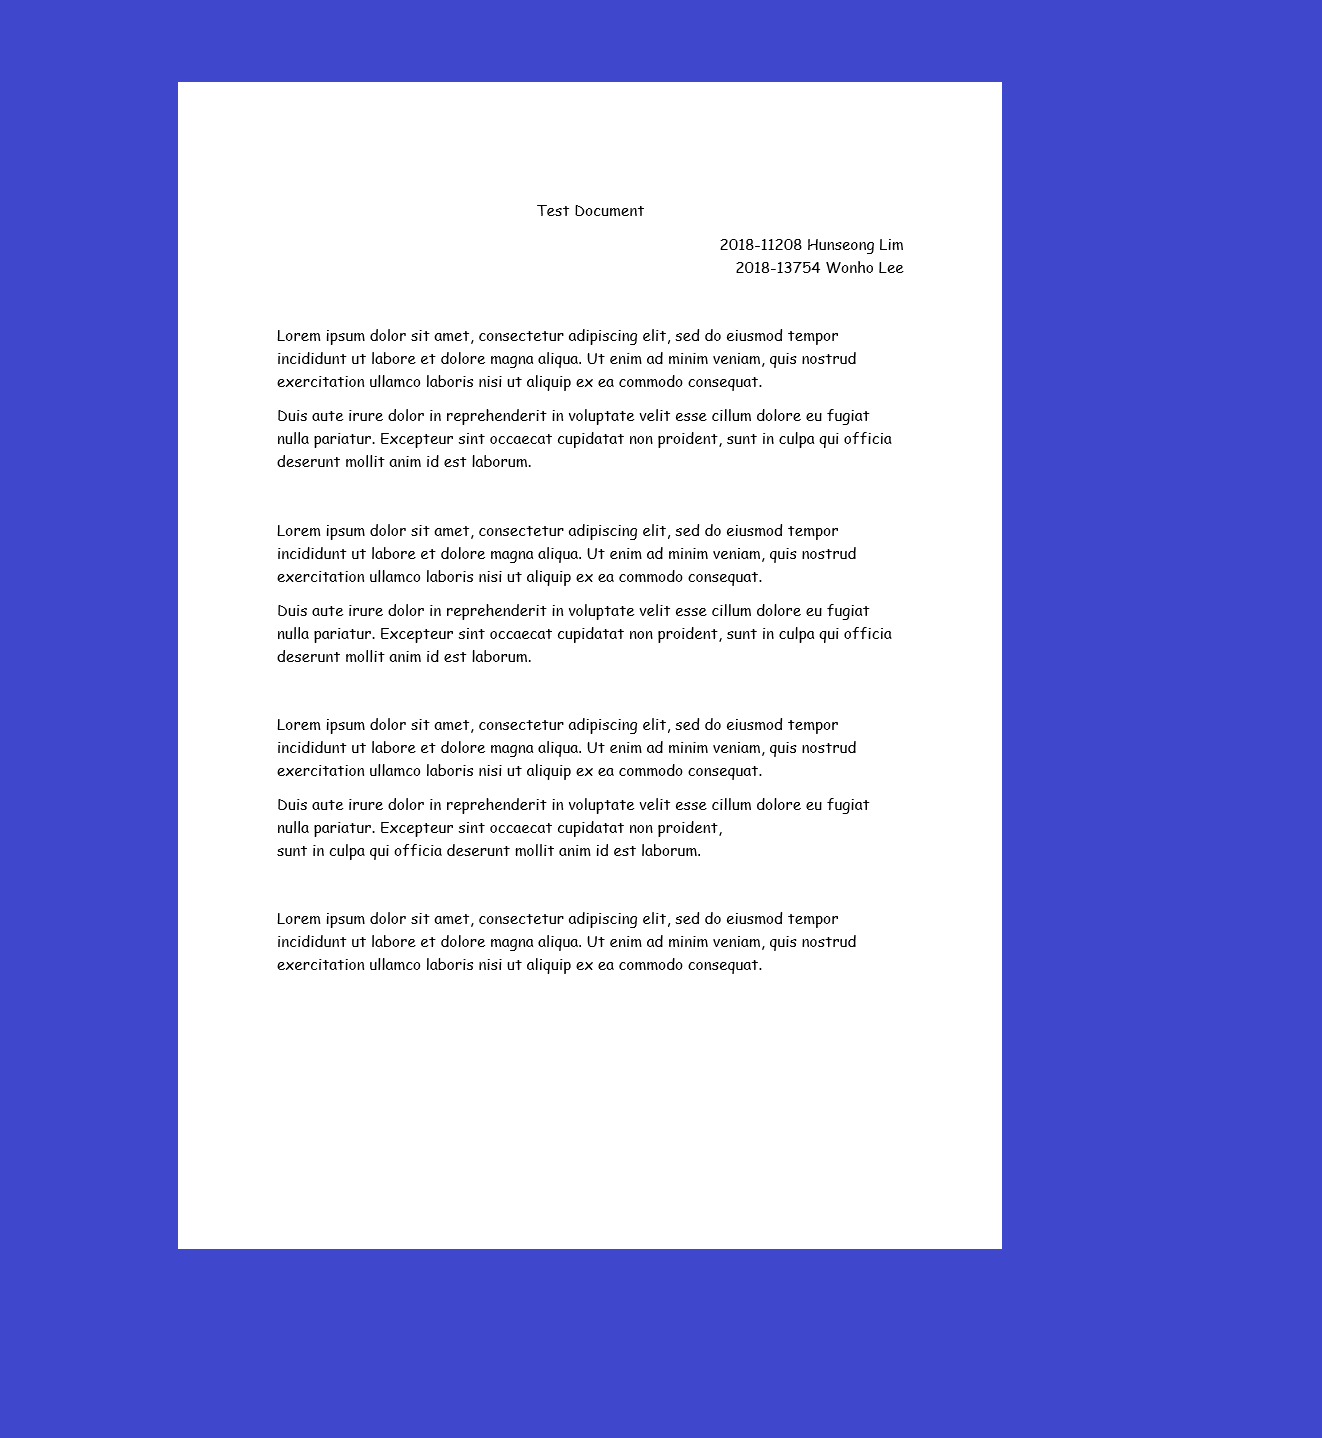 Test Document
2018-11208 Hunseong Lim
2018-13754 Wonho Lee
Lorem ipsum dolor sit amet, consectetur adipiscing elit, sed do eiusmod tempor
incididunt ut labore et dolore magna aliqua. Ut enim ad minim veniam, quis nostrud
exercitation ullamco laboris nisi ut aliquip ex ea commodo consequat.
Duis aute irure dolor in reprehenderit in voluptate velit esse cillum dolore eu fugiat
nulla pariatur. Excepteur sint occaecat cupidatat non proident, sunt in culpa qui officia
deserunt mollit anim id est laborum.
Lorem ipsum dolor sit amet, consectetur adipiscing elit, sed do eiusmod tempor
incididunt ut labore et dolore magna aliqua. Ut enim ad minim veniam, quis nostrud
exercitation ullamco laboris nisi ut aliquip ex ea commodo consequat.
Duis aute irure dolor in reprehenderit in voluptate velit esse cillum dolore eu fugiat
nulla pariatur. Excepteur sint occaecat cupidatat non proident, sunt in culpa qui officia
deserunt mollit anim id est laborum.
Lorem ipsum dolor sit amet, consectetur adipiscing elit, sed do eiusmod tempor
incididunt ut labore et dolore magna aliqua. Ut enim ad minim veniam, quis nostrud
exercitation ullamco laboris nisi ut aliquip ex ea commodo consequat.
Duis aute irure dolor in reprehenderit in voluptate velit esse cillum dolore eu fugiat
nulla pariatur. Excepteur sint occaecat cupidatat non proident,
sunt in culpa qui officia deserunt mollit anim id est laborum.
Lorem ipsum dolor sit amet, consectetur adipiscing elit, sed do eiusmod tempor
incididunt ut labore et dolore magna aliqua. Ut enim ad minim veniam, quis nostrud
exercitation ullamco laboris nisi ut aliquip ex ea commodo consequat.